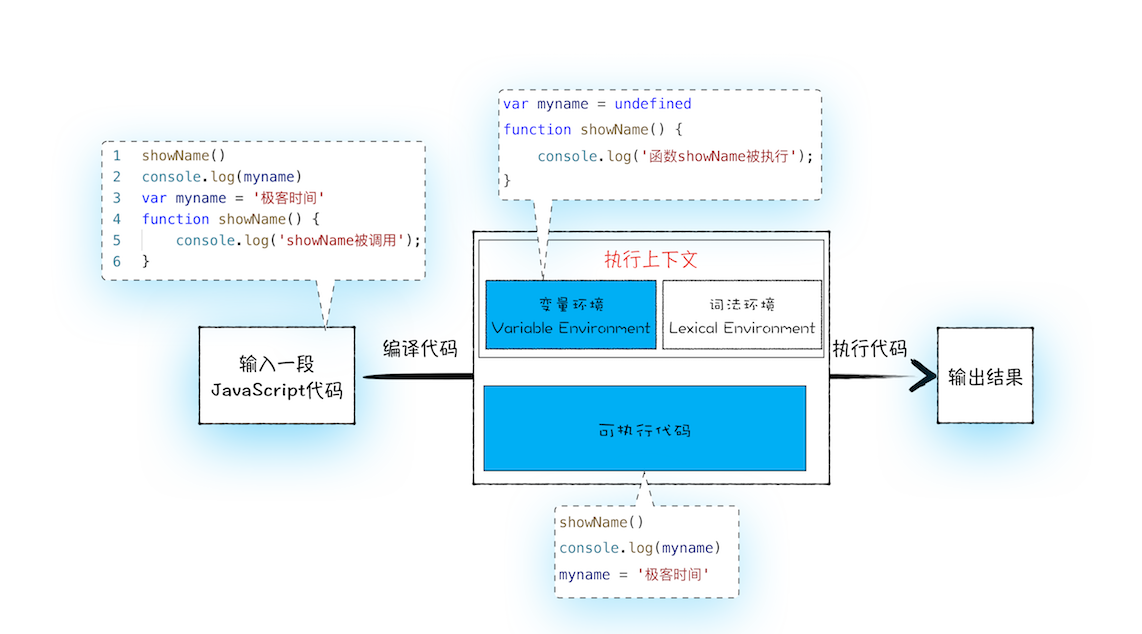 var myname = undefined
function showName() {
console.log('函数showName被执行');
}
1 showName()
2 console.log(myname)
3 var myname = '极客时间'
4 function showName() {
5 console.log('showName被调用');
6 }
执行上下文
变量环境
Variable Environment
词法环境
Lexical Environment
输入一段
JavaScript代码
编译代码
执行代码
输出结果
可执行代码
showName()
console.log(myname)
myname = '极客时间'